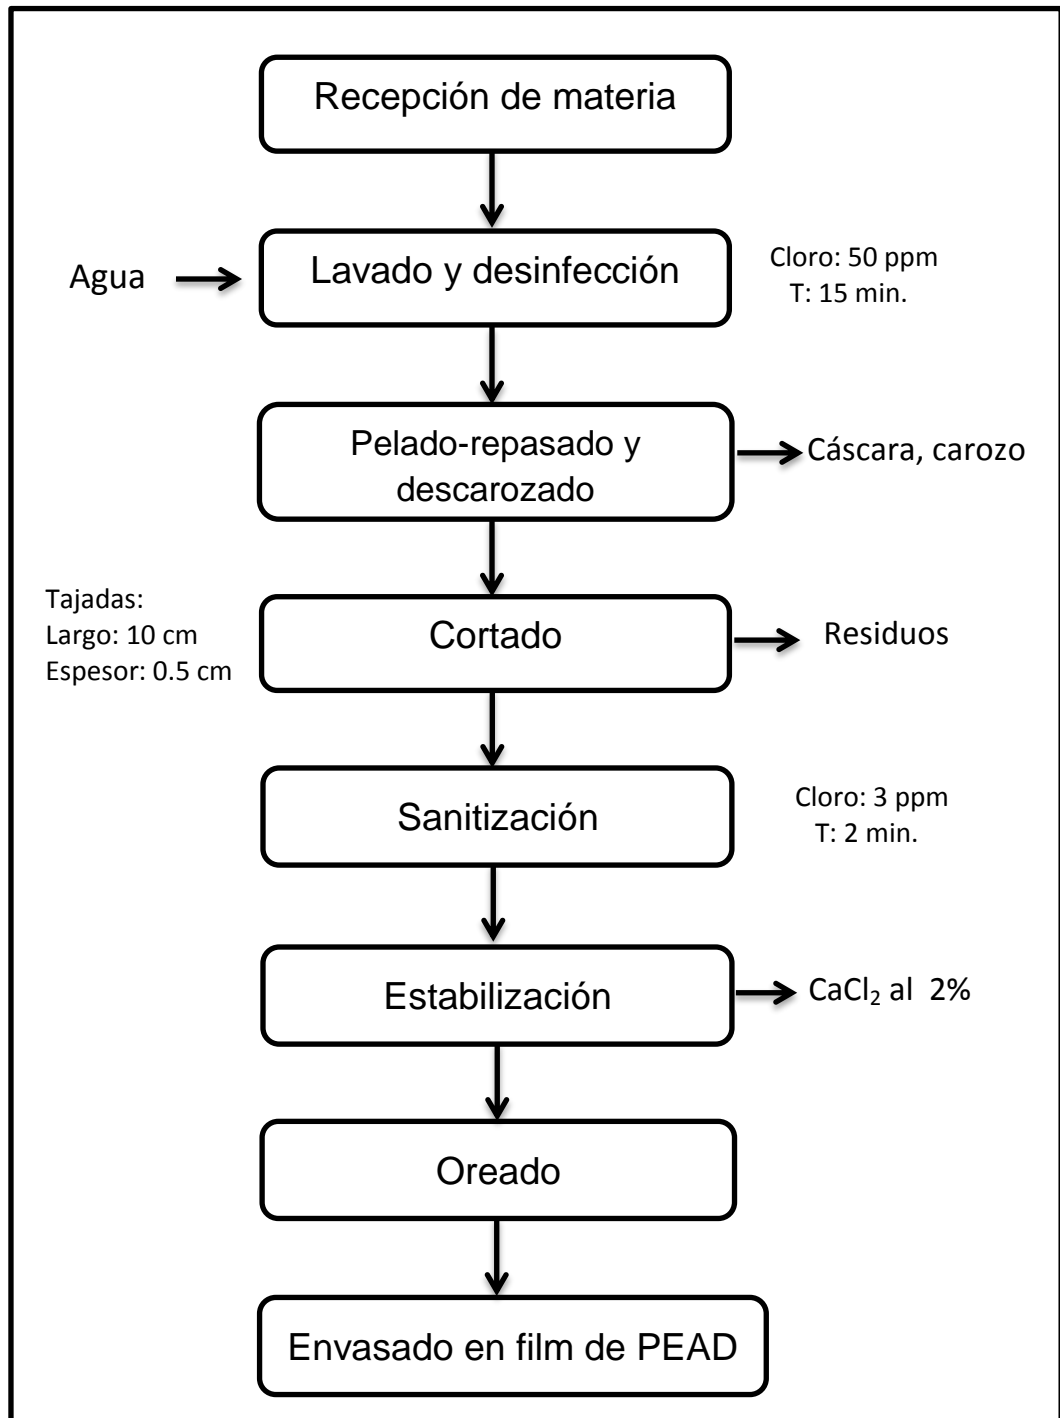 Recepción de materia
Agua
Lavado y desinfección
Cloro: 50 ppm
T: 15 min.
Pelado-repasado y
descarozado
Cáscara, carozo
Tajadas:
Largo: 10 cm
Espesor: 0.5 cm
Cortado
Residuos
Sanitización
Cloro: 3 ppm
T: 2 min.
Estabilización
CaCl₂ al 2%
Oreado
Envasado en film de PEAD